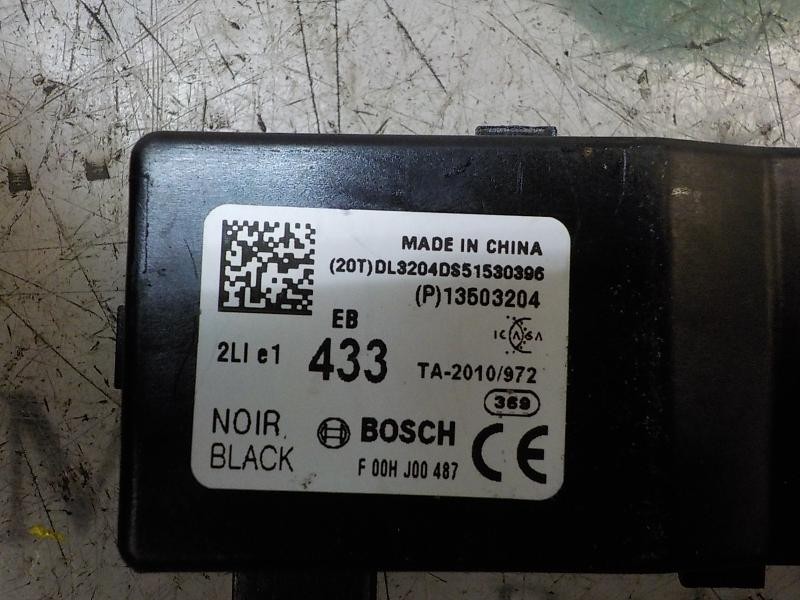 MADE IN CHINA
(20T)DL3204DS51530396
(P)13503204
EB
433
2LI e1
ICASA
TA-2010/972
369
NOIR
BLACK
BOSCH
F 00H J00 487
CE